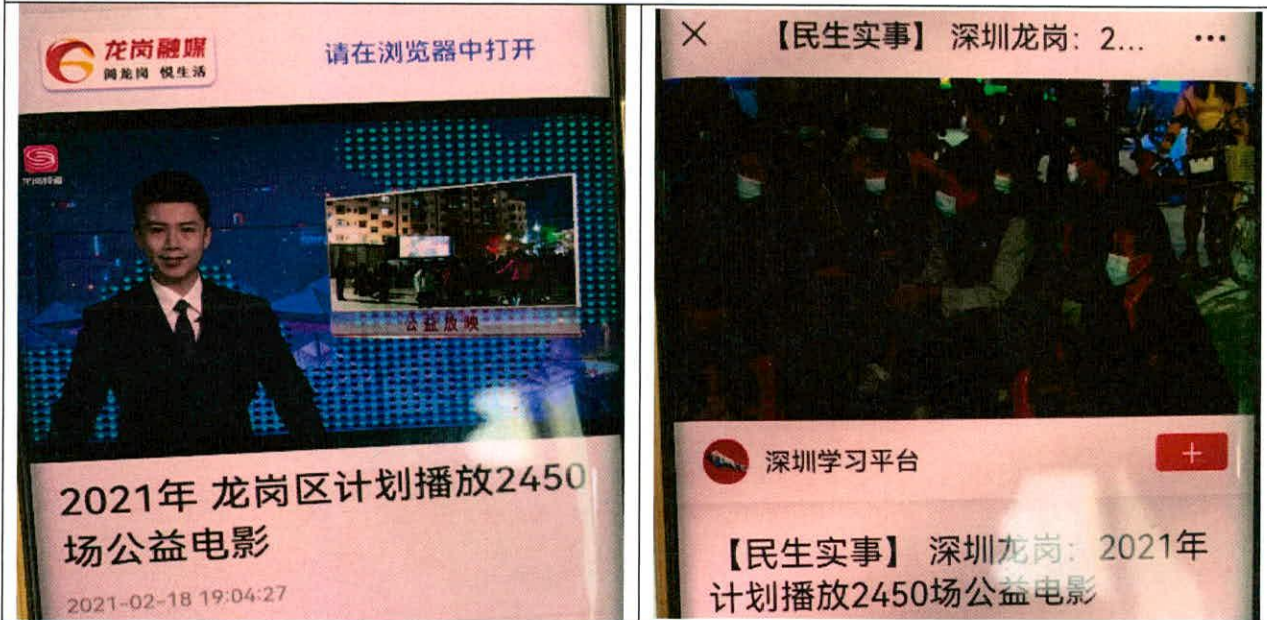 龙岗融媒
阅龙岗 悦生活
请在浏览器中打开
公益放映
2021年 龙岗区计划播放2450
场公益电影
2021-02-18 19:04:27
【民生实事】 深圳龙岗：2...
深圳学习平台
【民生实事】 深圳龙岗：2021年
计划播放2450场公益电影